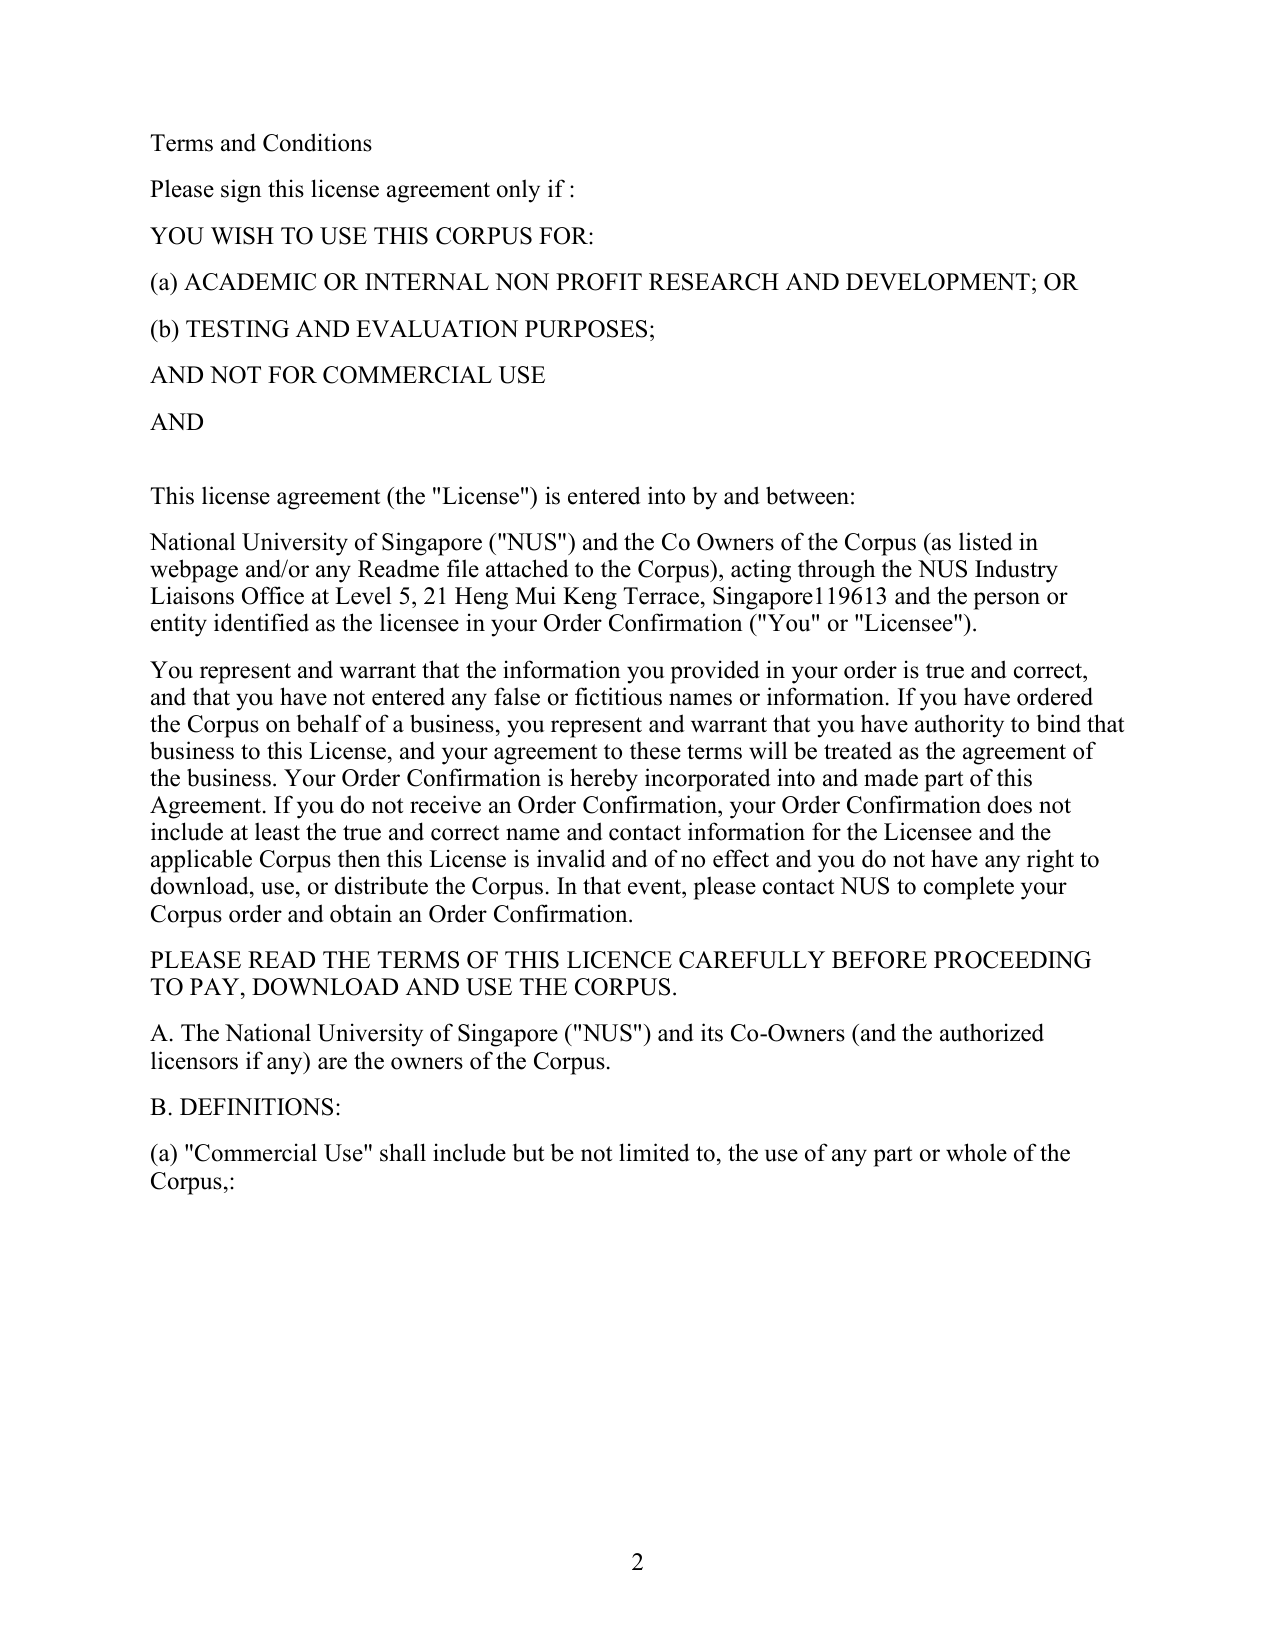 Terms and Conditions
Please sign this license agreement only if :
YOU WISH TO USE THIS CORPUS FOR:
(a) ACADEMIC OR INTERNAL NON PROFIT RESEARCH AND DEVELOPMENT; OR
(b) TESTING AND EVALUATION PURPOSES;
AND NOT FOR COMMERCIAL USE
AND
This license agreement (the "License") is entered into by and between:
National University of Singapore ("NUS") and the Co Owners of the Corpus (as listed in
webpage and/or any Readme file attached to the Corpus), acting through the NUS Industry
Liaisons Office at Level 5, 21 Heng Mui Keng Terrace, Singapore119613 and the person or
entity identified as the licensee in your Order Confirmation ("You" or "Licensee").
You represent and warrant that the information you provided in your order is true and correct,
and that you have not entered any false or fictitious names or information. If you have ordered
the Corpus on behalf of a business, you represent and warrant that you have authority to bind that
business to this License, and your agreement to these terms will be treated as the agreement of
the business. Your Order Confirmation is hereby incorporated into and made part of this
Agreement. If you do not receive an Order Confirmation, your Order Confirmation does not
include at least the true and correct name and contact information for the Licensee and the
applicable Corpus then this License is invalid and of no effect and you do not have any right to
download, use, or distribute the Corpus. In that event, please contact NUS to complete your
Corpus order and obtain an Order Confirmation.
PLEASE READ THE TERMS OF THIS LICENCE CAREFULLY BEFORE PROCEEDING
TO PAY, DOWNLOAD AND USE THE CORPUS.
A. The National University of Singapore ("NUS") and its Co-Owners (and the authorized
licensors if any) are the owners of the Corpus.
B. DEFINITIONS:
(a) "Commercial Use" shall include but be not limited to, the use of any part or whole of the
Corpus,:
2